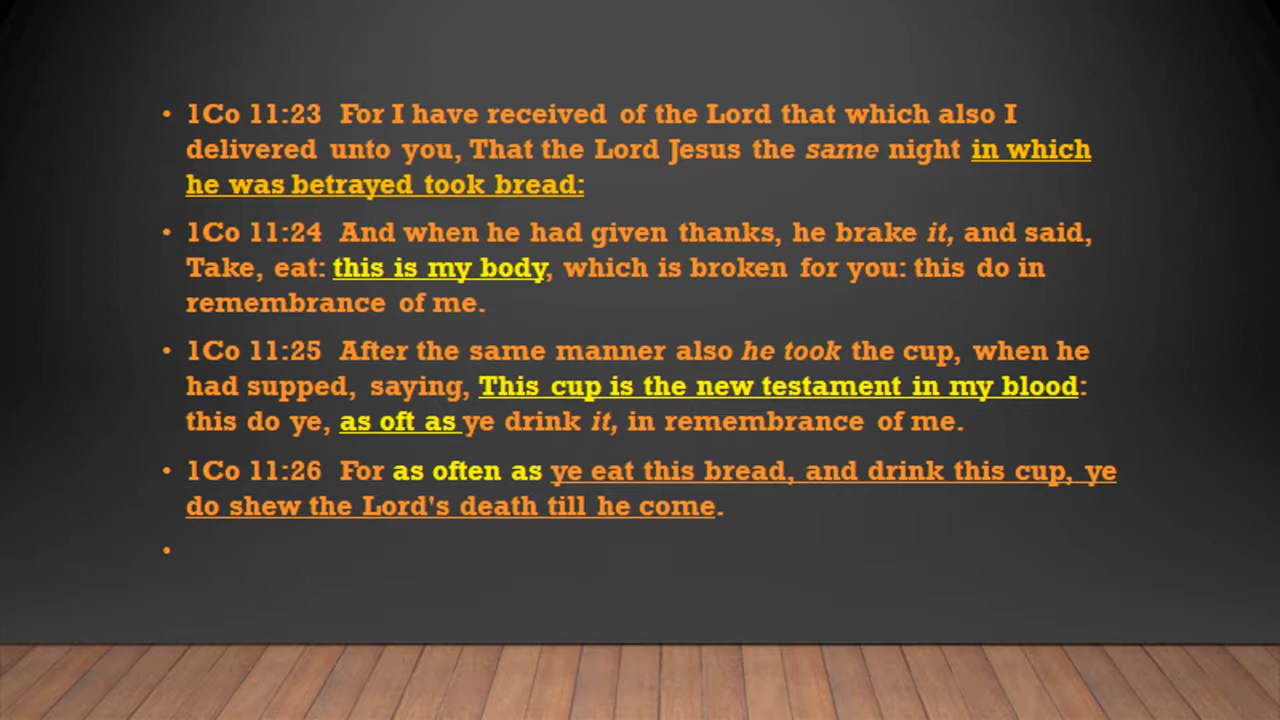 • 1Co 11:23  For I have received of the Lord that which also I
delivered unto you, That the Lord Jesus the same night in which
he was betrayed took bread:
• 1Co 11:24  And when he had given thanks, he brake it, and said,
Take, eat: this is my body, which is broken for you: this do in
remembrance of me.
• 1Co 11:25  After the same manner also he took the cup, when he
had supped, saying, This cup is the new testament in my blood:
this do ye, as oft as ye drink it, in remembrance of me.
• 1Co 11:26  For as often as ye eat this bread, and drink this cup, ye
do shew the Lord's death till he come.
•